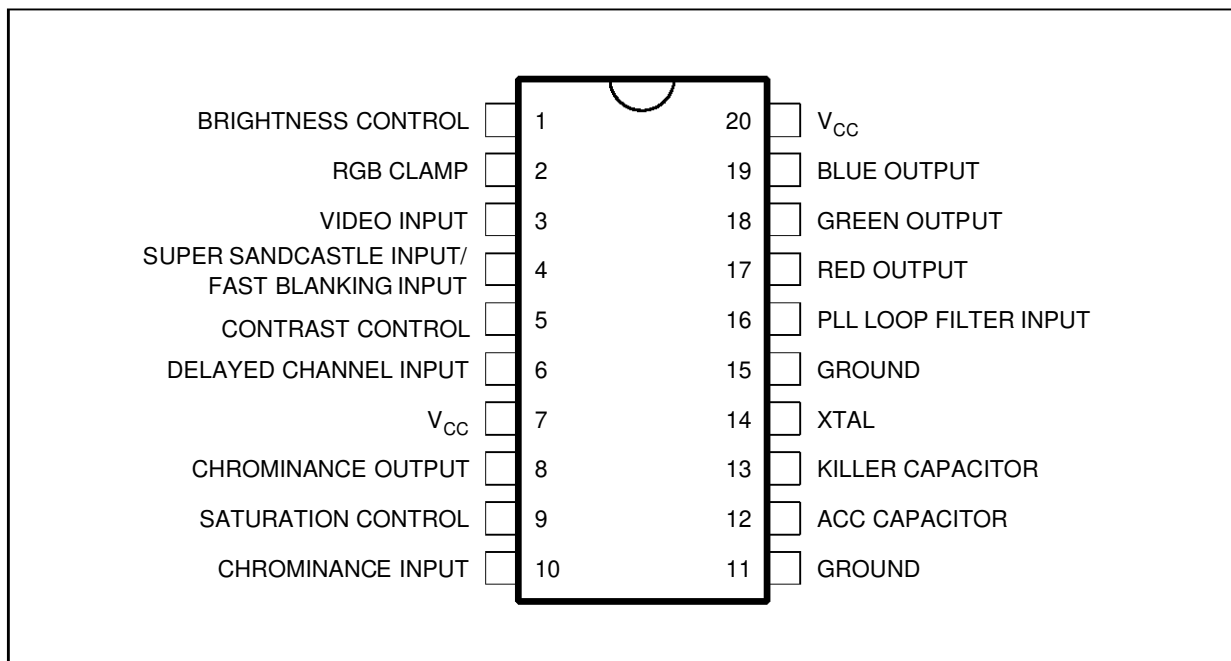 BRIGHTNESS CONTROL 1 20 VCC
RGB CLAMP 2 19 BLUE OUTPUT
VIDEO INPUT 3 18 GREEN OUTPUT
SUPER SANDCASTLE INPUT/
FAST BLANKING INPUT 4 17 RED OUTPUT
CONTRAST CONTROL 5 16 PLL LOOP FILTER INPUT
DELAYED CHANNEL INPUT 6 15 GROUND
VCC 7 14 XTAL
CHROMINANCE OUTPUT 8 13 KILLER CAPACITOR
SATURATION CONTROL 9 12 ACC CAPACITOR
CHROMINANCE INPUT 10 11 GROUND